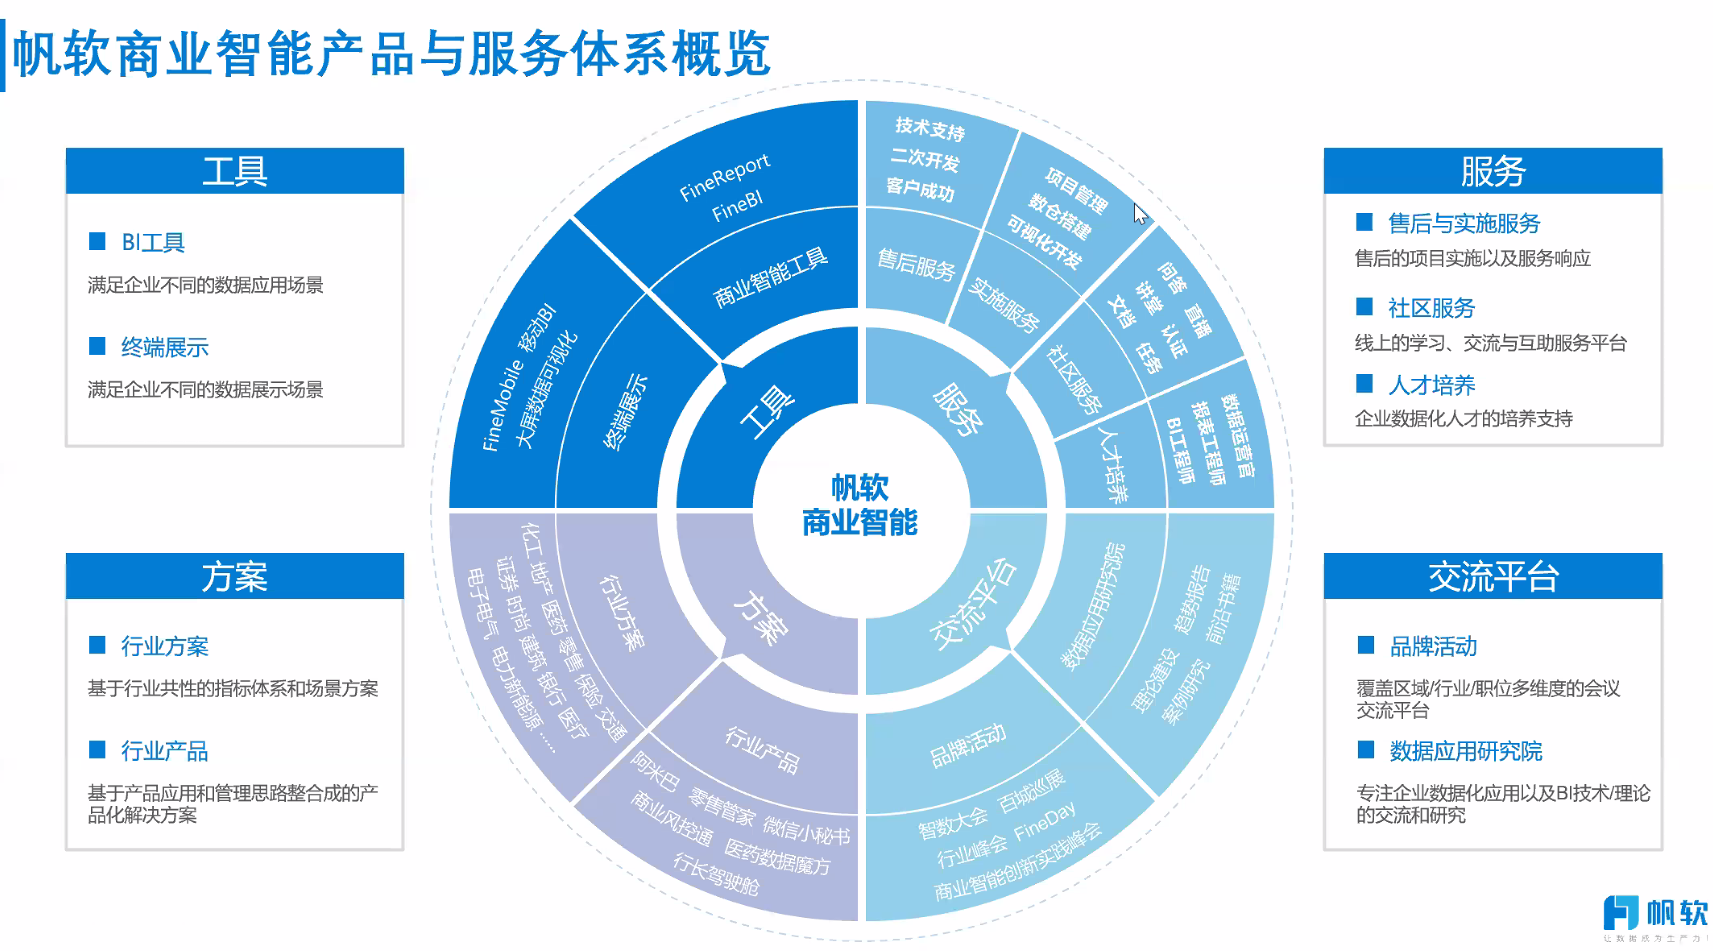 帆软商业智能产品与服务体系概览
工具
BI工具
满足企业不同的数据应用场景
终端展示
满足企业不同的数据展示场景
方案
行业方案
基于行业共性的指标体系和场景方案
行业产品
基于产品应用和管理思路整合成的产
品化解决方案
FineReport
FineBI
商业智能工具
FineMobile 移动BI
大屏数据可视化
终端展示
工具
技术支持
二次开发
客户成功
售后服务
项目管理
数仓搭建
可视化开发
实施服务
问答 直播
讲堂 认证
文档 任务
社区服务
数据运营官
报表工程师
BI工程师
人才培养
服务
帆软
商业智能
化工 地产 医药 零售 保险 交通
证券 时尚 建筑 银行 医疗
电子电气 电力新能源 ......
行业方案
方案
行业产品
阿米巴 零售管家 微信小秘书
商业风控通 医药数据魔方
行长驾驶舱
交流平台
数据应用研究院
趋势报告 前沿书籍
理论建设 案例研究
品牌活动
智数大会 百城巡展
行业峰会 FineDay
商业智能创新实践峰会
服务
售后与实施服务
售后的项目实施以及服务响应
社区服务
线上的学习、交流与互助服务平台
人才培养
企业数据化人才的培养支持
交流平台
品牌活动
覆盖区域/行业/职位多维度的会议
交流平台
数据应用研究院
专注企业数据化应用以及BI技术/理论
的交流和研究
帆软
让数据成为生产力!